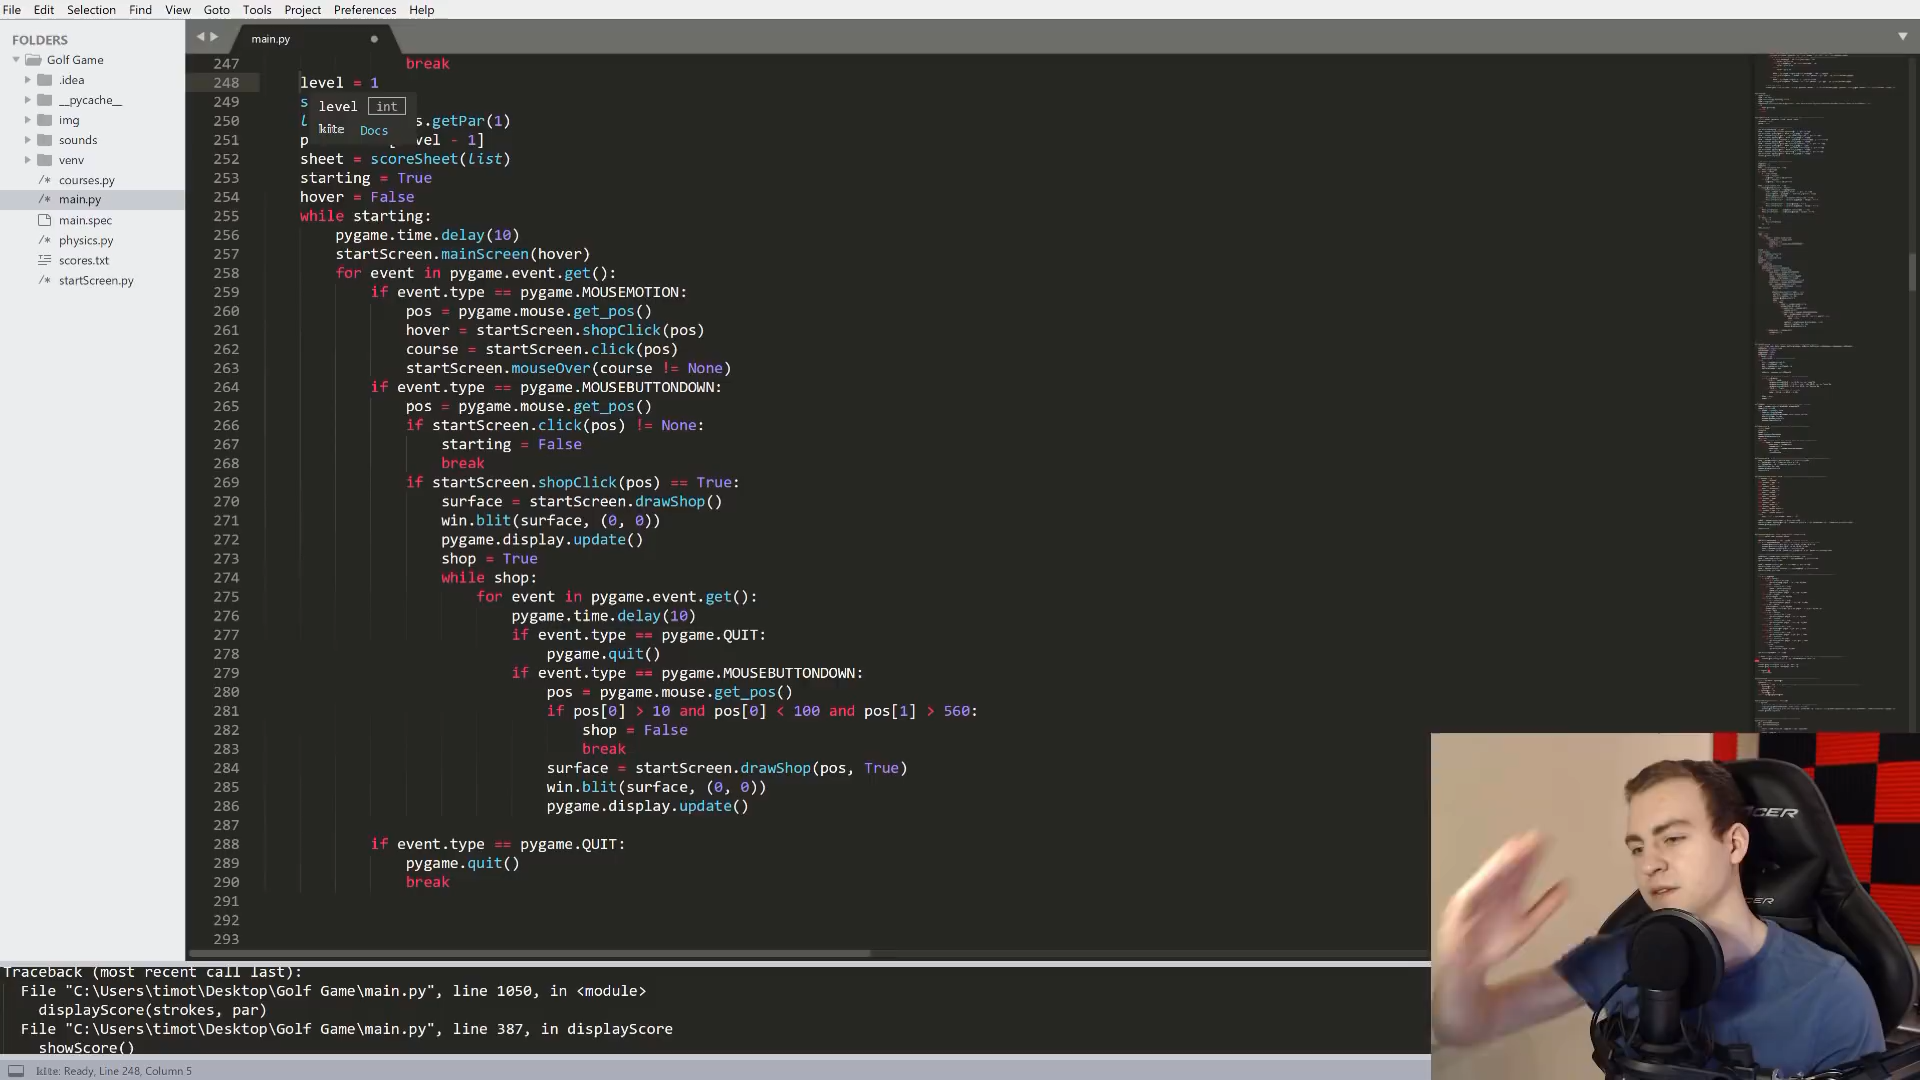 File Edit Selection Find View Goto Tools Project Preferences Help
FOLDERS
Golf Game
.idea
__pycache__
img
sounds
venv
/* courses.py
/* main.py
main.spec
/* physics.py
scores.txt
/* startScreen.py
main.py
247 break
248 level = 1
249 s
level int
250 l s.getPar(1)
kite Docs
251 p [level - 1]
252 sheet = scoreSheet(list)
253 starting = True
254 hover = False
255 while starting:
256 pygame.time.delay(10)
257 startScreen.mainScreen(hover)
258 for event in pygame.event.get():
259 if event.type == pygame.MOUSEMOTION:
260 pos = pygame.mouse.get_pos()
261 hover = startScreen.shopClick(pos)
262 course = startScreen.click(pos)
263 startScreen.mouseOver(course != None)
264 if event.type == pygame.MOUSEBUTTONDOWN:
265 pos = pygame.mouse.get_pos()
266 if startScreen.click(pos) != None:
267 starting = False
268 break
269 if startScreen.shopClick(pos) == True:
270 surface = startScreen.drawShop()
271 win.blit(surface, (0, 0))
272 pygame.display.update()
273 shop = True
274 while shop:
275 for event in pygame.event.get():
276 pygame.time.delay(10)
277 if event.type == pygame.QUIT:
278 pygame.quit()
279 if event.type == pygame.MOUSEBUTTONDOWN:
280 pos = pygame.mouse.get_pos()
281 if pos[0] > 10 and pos[0] < 100 and pos[1] > 560:
282 shop = False
283 break
284 surface = startScreen.drawShop(pos, True)
285 win.blit(surface, (0, 0))
286 pygame.display.update()
287
288 if event.type == pygame.QUIT:
289 pygame.quit()
290 break
291
292
293
Traceback (most recent call last):
File "C:\Users\timot\Desktop\Golf Game\main.py", line 1050, in <module>
displayScore(strokes, par)
File "C:\Users\timot\Desktop\Golf Game\main.py", line 387, in displayScore
showScore()
kite: Ready, Line 248, Column 5